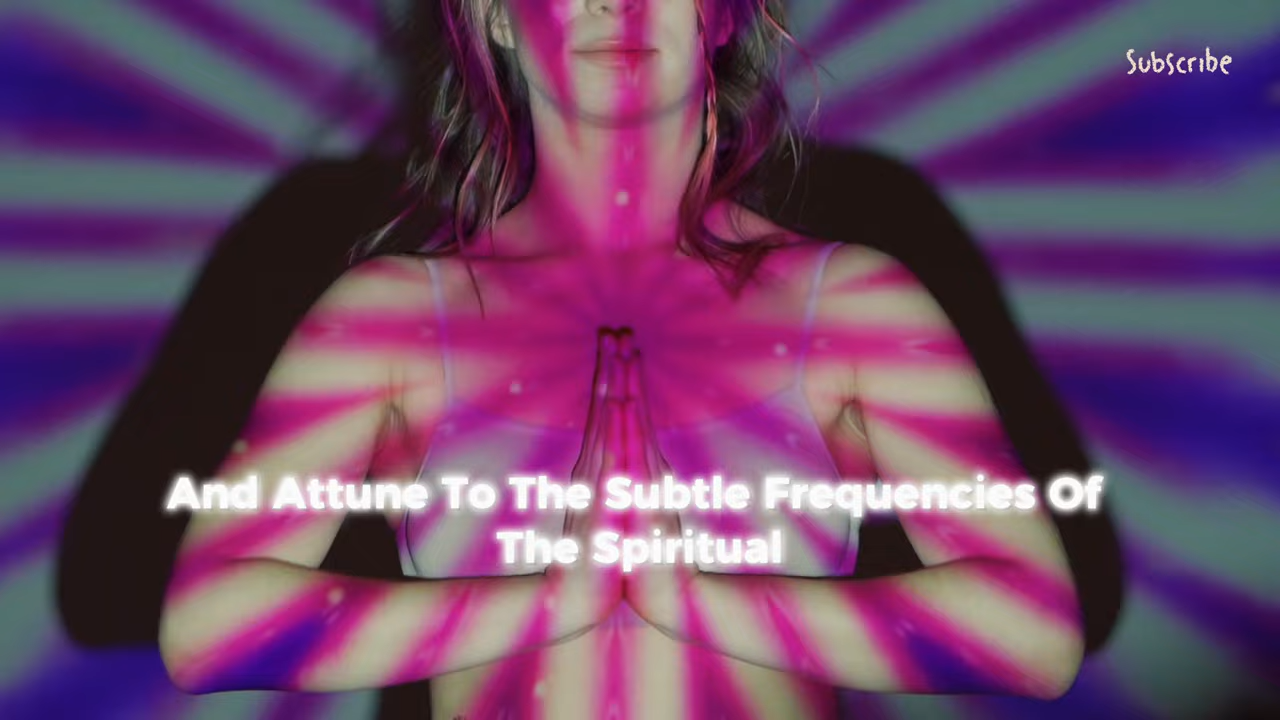 Subscribe
And Attune To The Subtle Frequencies Of
The Spiritual